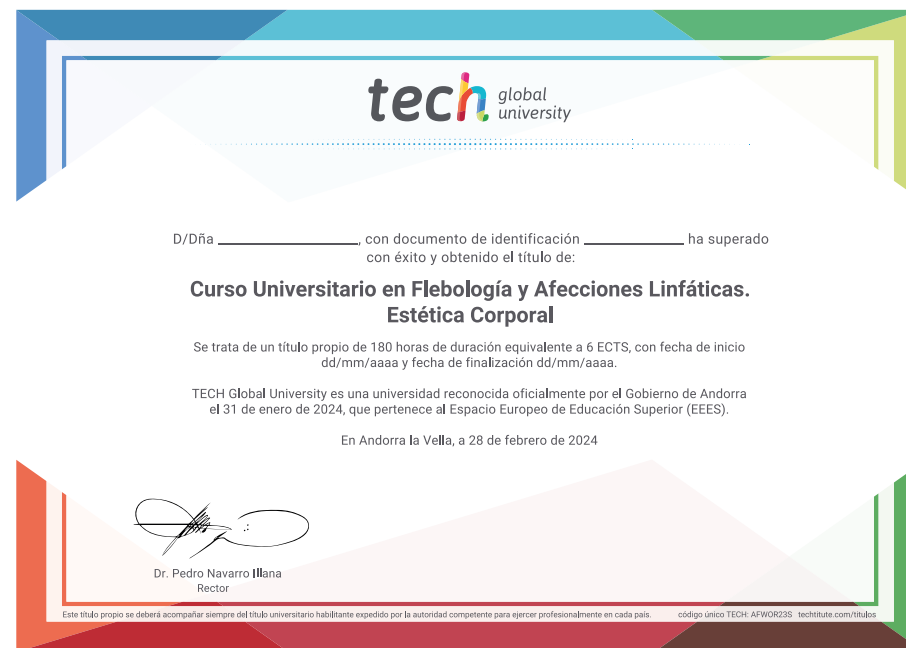 tech global university
D/Dña ____________________, con documento de identificación ______________ ha superado
con éxito y obtenido el título de:
Curso Universitario en Flebología y Afecciones Linfáticas.
Estética Corporal
Se trata de un título propio de 180 horas de duración equivalente a 6 ECTS, con fecha de inicio
dd/mm/aaaa y fecha de finalización dd/mm/aaaa.
TECH Global University es una universidad reconocida oficialmente por el Gobierno de Andorra
el 31 de enero de 2024, que pertenece al Espacio Europeo de Educación Superior (EEES).
En Andorra la Vella, a 28 de febrero de 2024
Dr. Pedro Navarro Illana
Rector
Este título propio se deberá acompañar siempre del título universitario habilitante expedido por la autoridad competente para ejercer profesionalmente en cada país. código único TECH: AFWOR23S techtitute.com/titulos